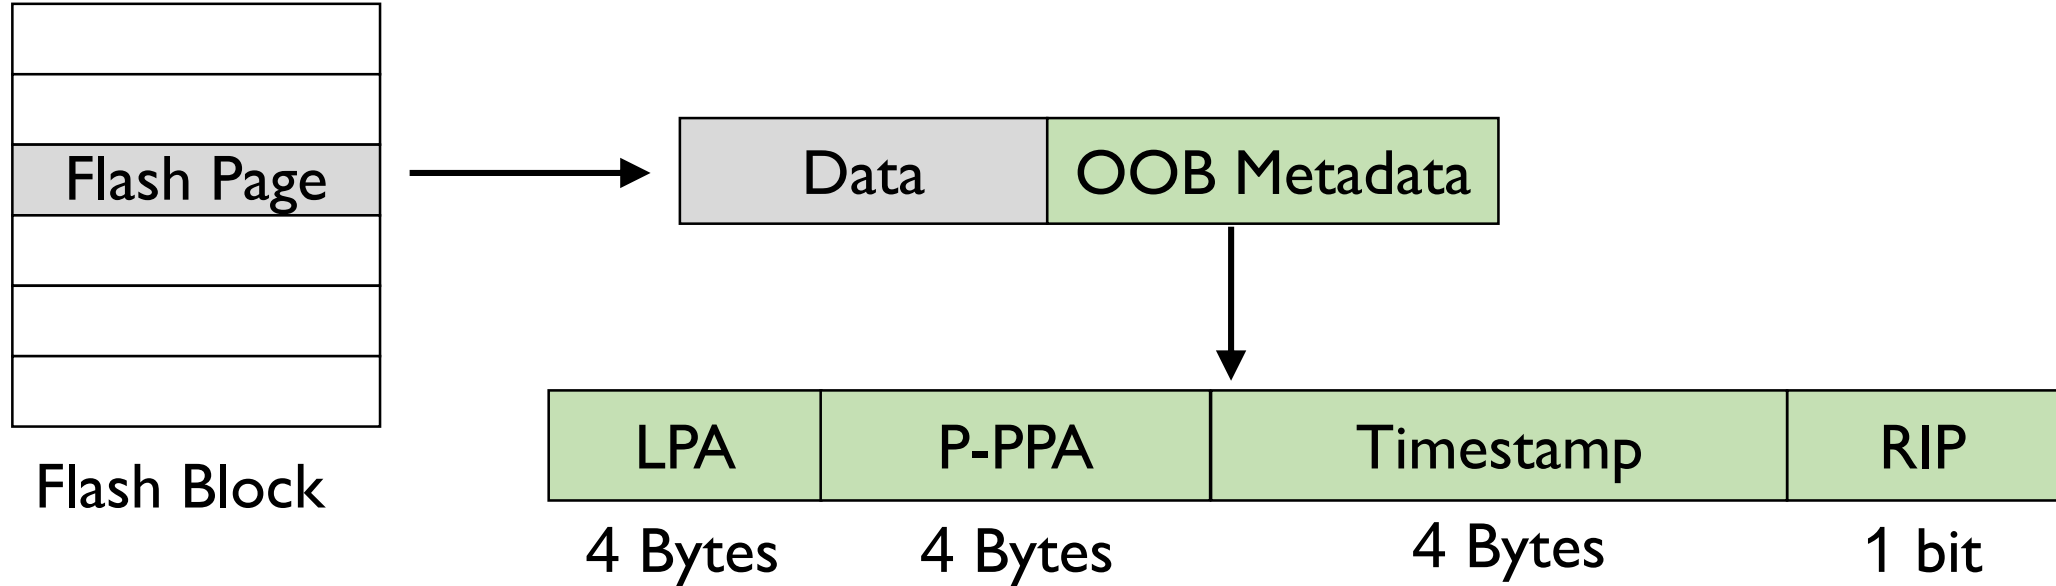 Flash Page
Flash Block
Data
OOB Metadata
LPA
P-PPA
Timestamp
RIP
4 Bytes
4 Bytes
4 Bytes
1 bit